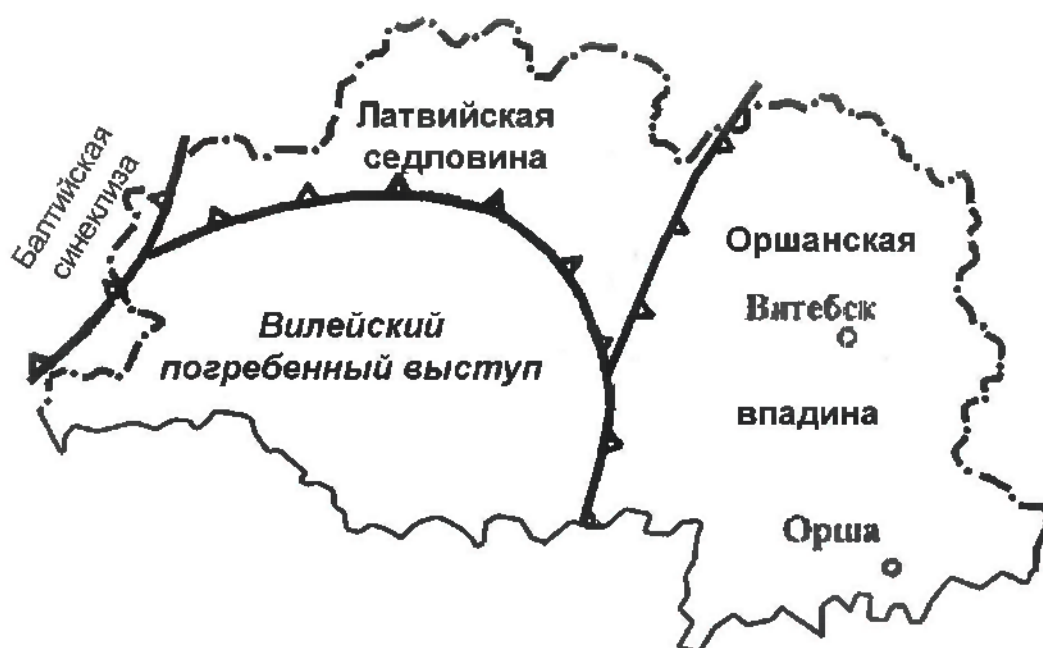 Латвийская
седловина
Балтийская
синеклиза
Оршанская
Витебск
Вилейский
погребенный выступ
впадина
Орша